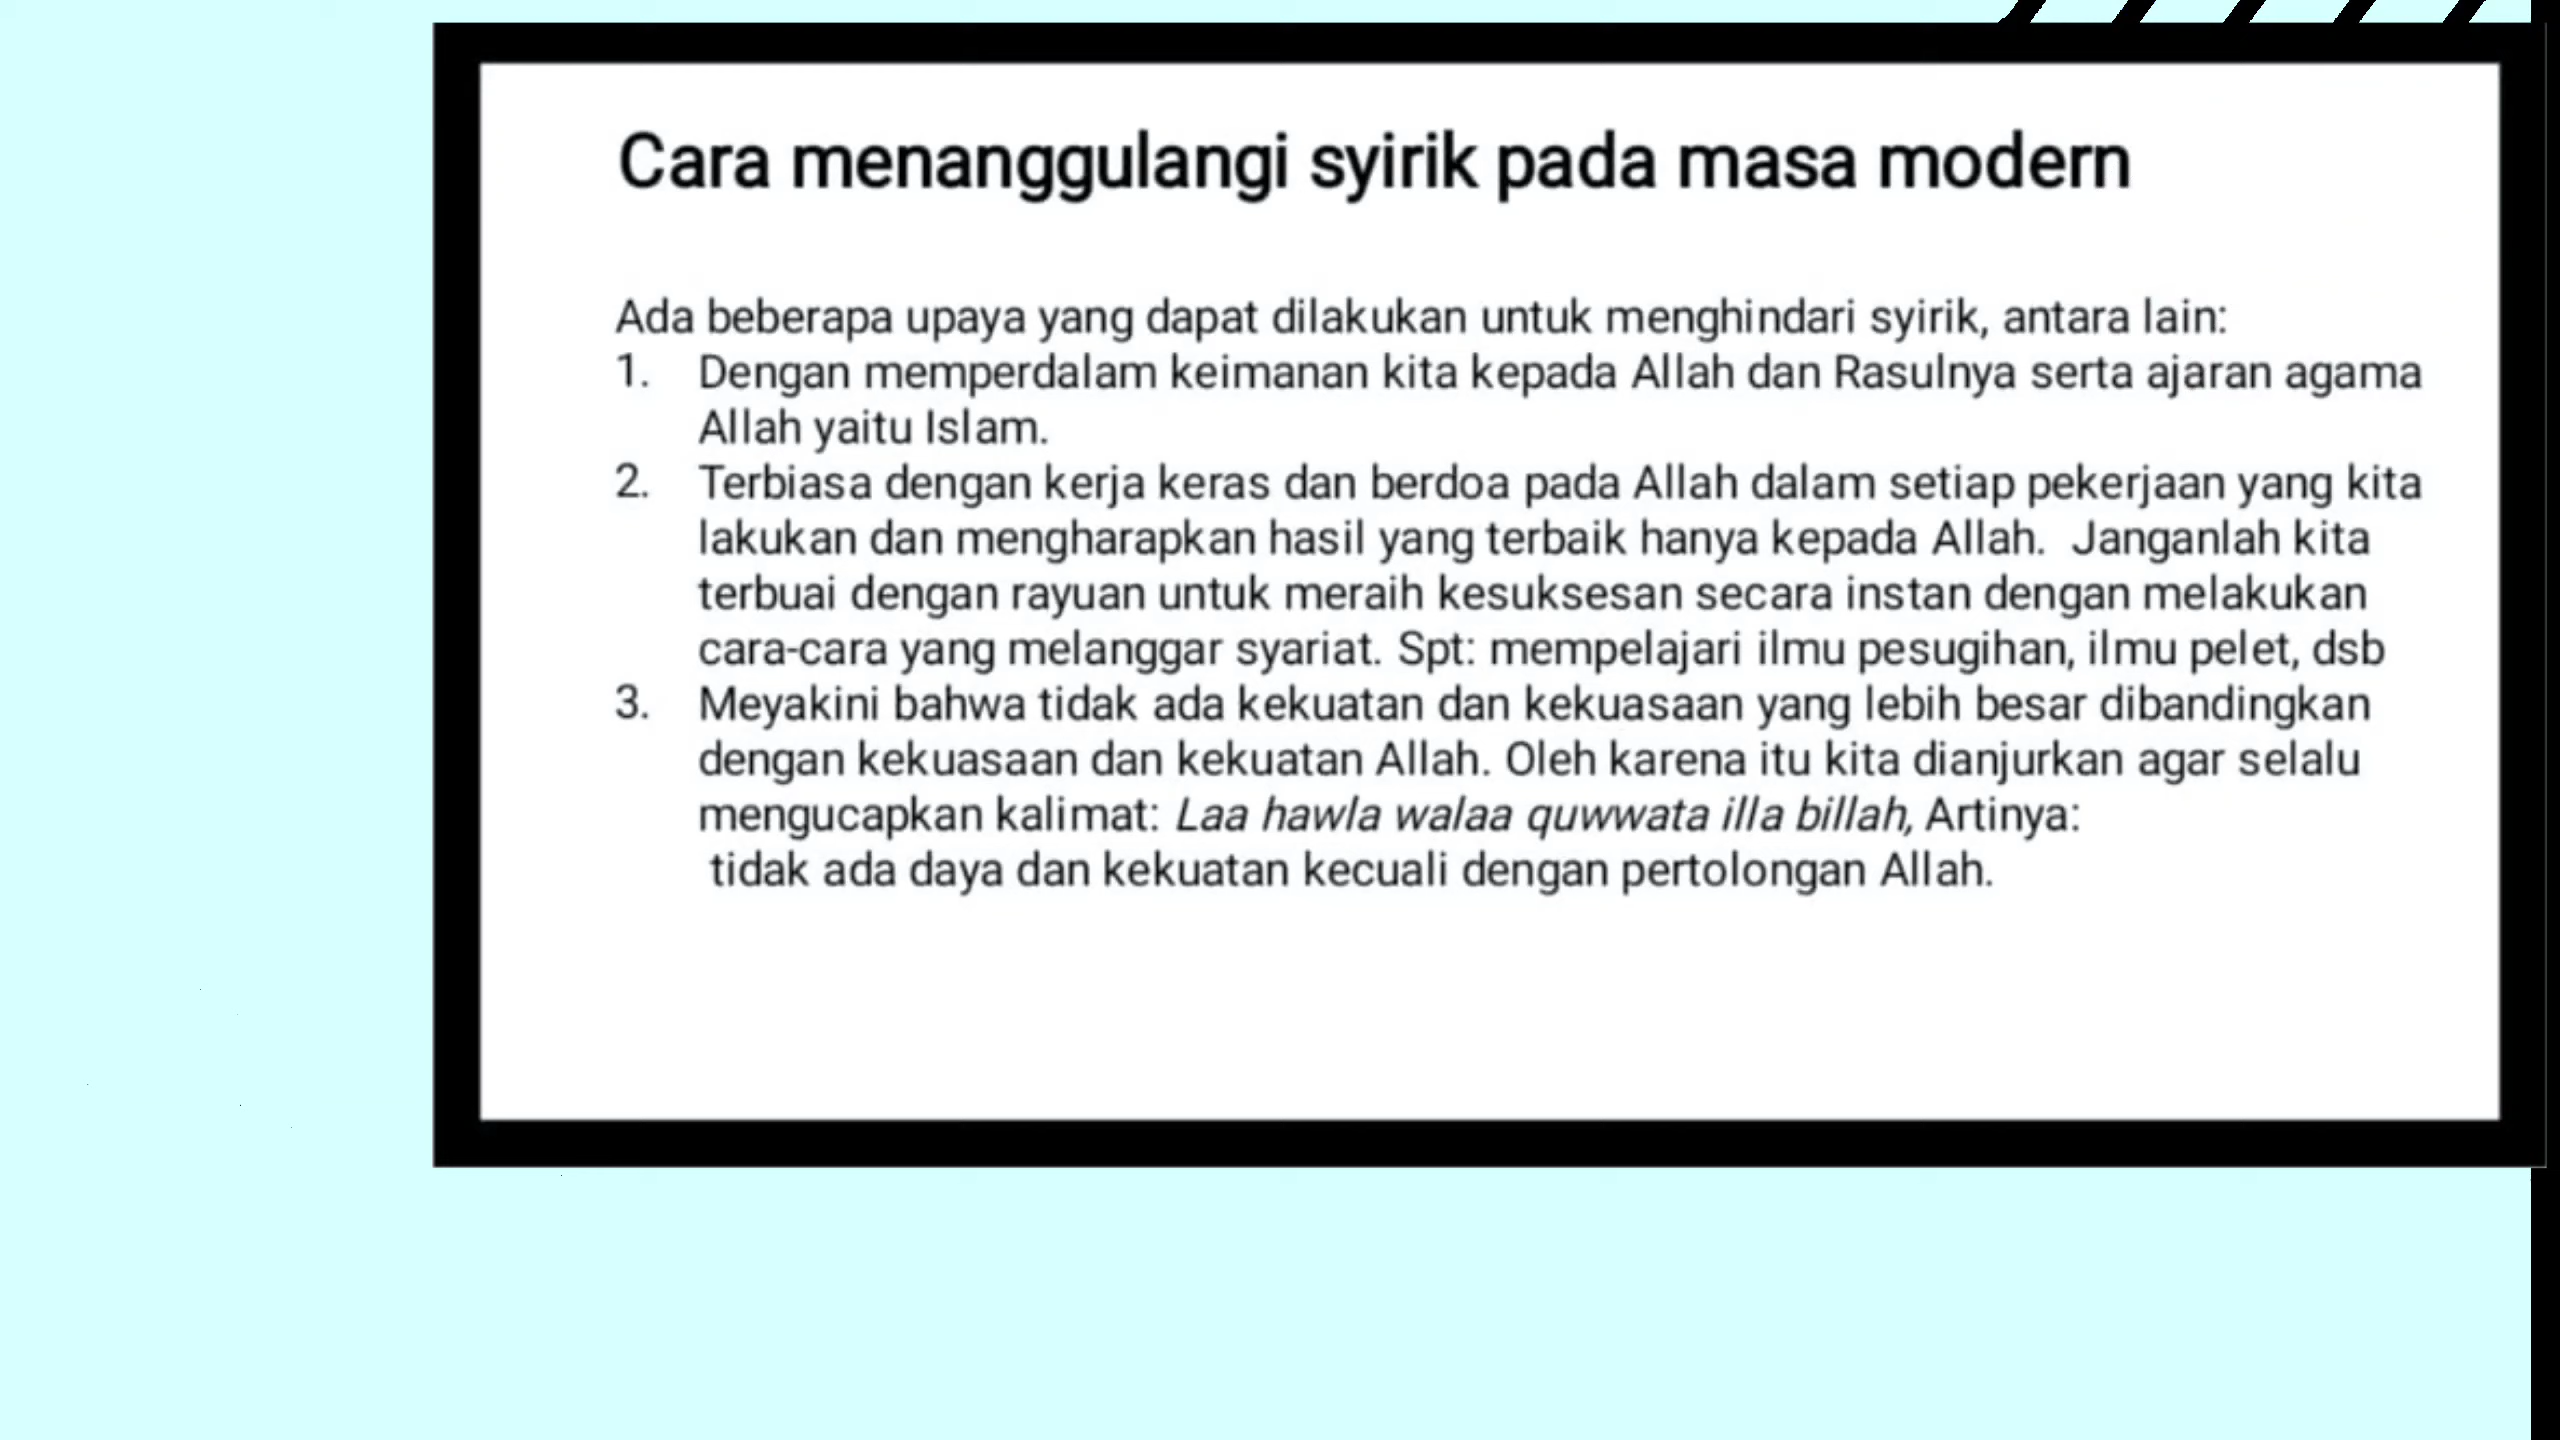 Cara menanggulangi syirik pada masa modern
Ada beberapa upaya yang dapat dilakukan untuk menghindari syirik, antara lain:
1. Dengan memperdalam keimanan kita kepada Allah dan Rasulnya serta ajaran agama
Allah yaitu Islam.
2. Terbiasa dengan kerja keras dan berdoa pada Allah dalam setiap pekerjaan yang kita
lakukan dan mengharapkan hasil yang terbaik hanya kepada Allah.  Janganlah kita
terbuai dengan rayuan untuk meraih kesuksesan secara instan dengan melakukan
cara-cara yang melanggar syariat. Spt: mempelajari ilmu pesugihan, ilmu pelet, dsb
3. Meyakini bahwa tidak ada kekuatan dan kekuasaan yang lebih besar dibandingkan
dengan kekuasaan dan kekuatan Allah. Oleh karena itu kita dianjurkan agar selalu
mengucapkan kalimat: Laa hawla walaa quwwata illa billah, Artinya:
tidak ada daya dan kekuatan kecuali dengan pertolongan Allah.